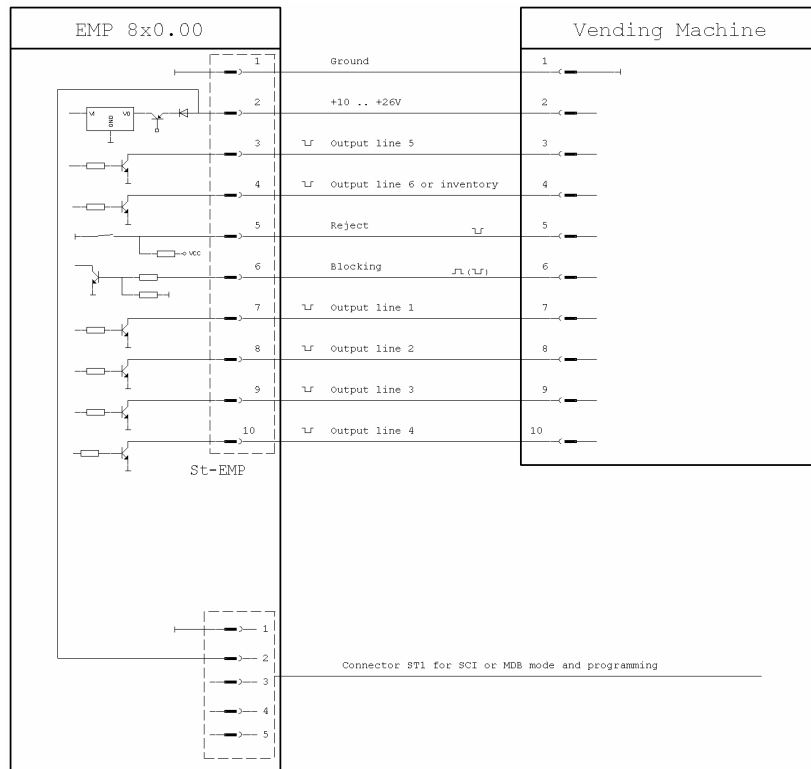 EMP 8x0.00
Vending Machine
1 Ground 1
2 +10 .. +26V 2
VI VO
GND
3 Output line 5 3
4 Output line 6 or inventory 4
5 Reject 5
VCC
6 Blocking ( ) 6
7 Output line 1 7
8 Output line 2 8
9 Output line 3 9
10 Output line 4 10
St-EMP
1
2
Connector ST1 for SCI or MDB mode and programming
3
4
5